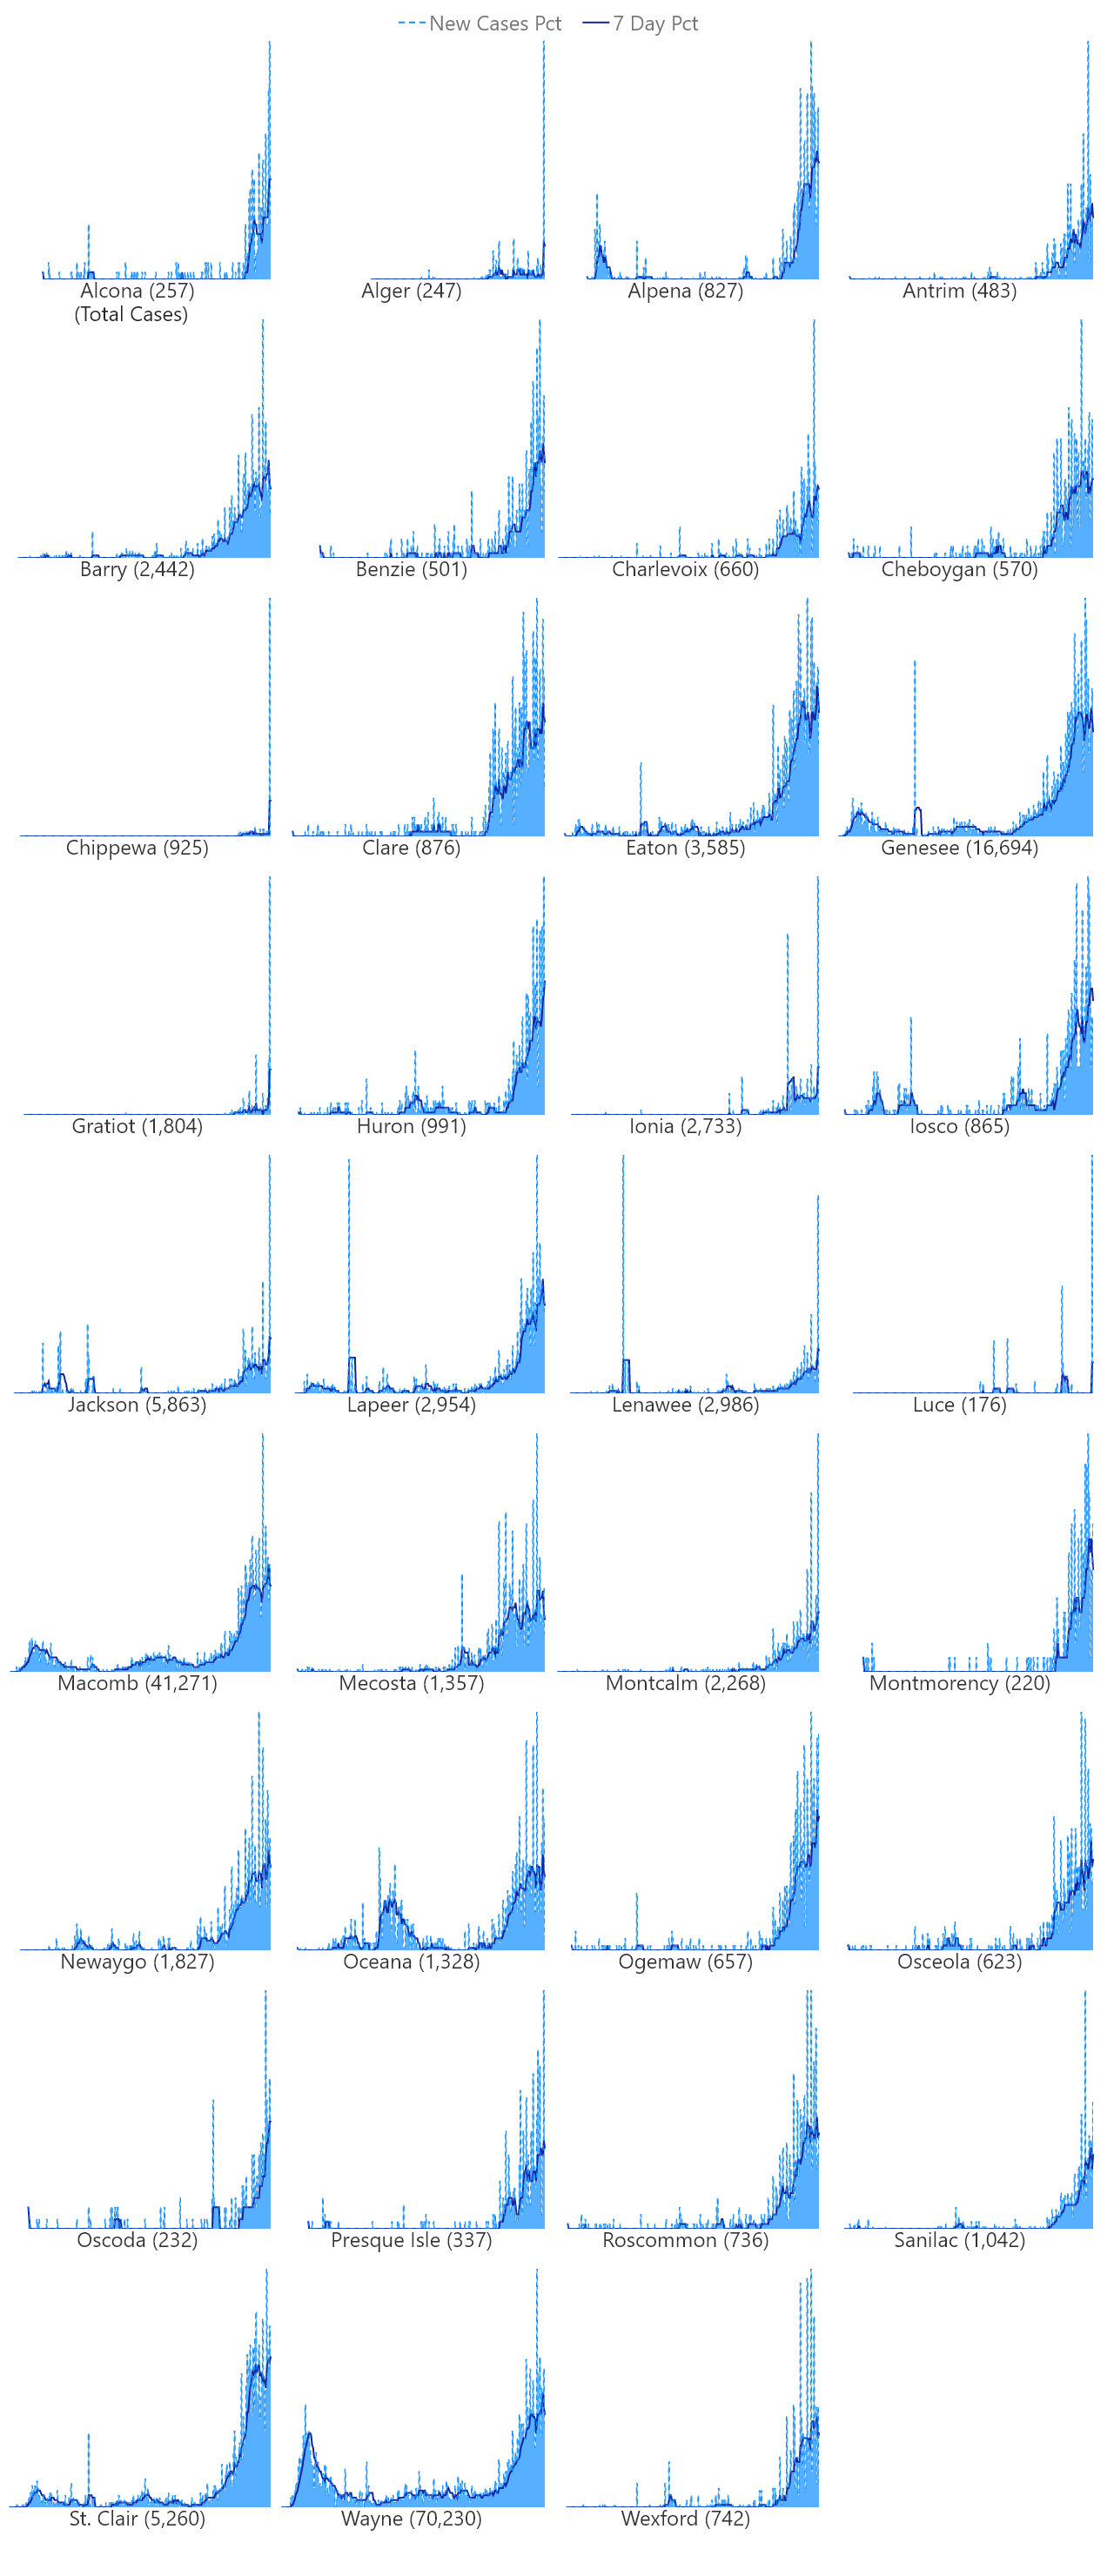 New Cases Pct 7 Day Pct
Alcona (257) Alger (247) Alpena (827) Antrim (483)
(Total Cases)
Barry (2,442) Benzie (501) Charlevoix (660) Cheboygan (570)
Chippewa (925) Clare (876) Eaton (3,585) Genesee (16,694)
Gratiot (1,804) Huron (991) Ionia (2,733) Iosco (865)
Jackson (5,863) Lapeer (2,954) Lenawee (2,986) Luce (176)
Macomb (41,271) Mecosta (1,357) Montcalm (2,268) Montmorency (220)
Newaygo (1,827) Oceana (1,328) Ogemaw (657) Osceola (623)
Oscoda (232) Presque Isle (337) Roscommon (736) Sanilac (1,042)
St. Clair (5,260) Wayne (70,230) Wexford (742)